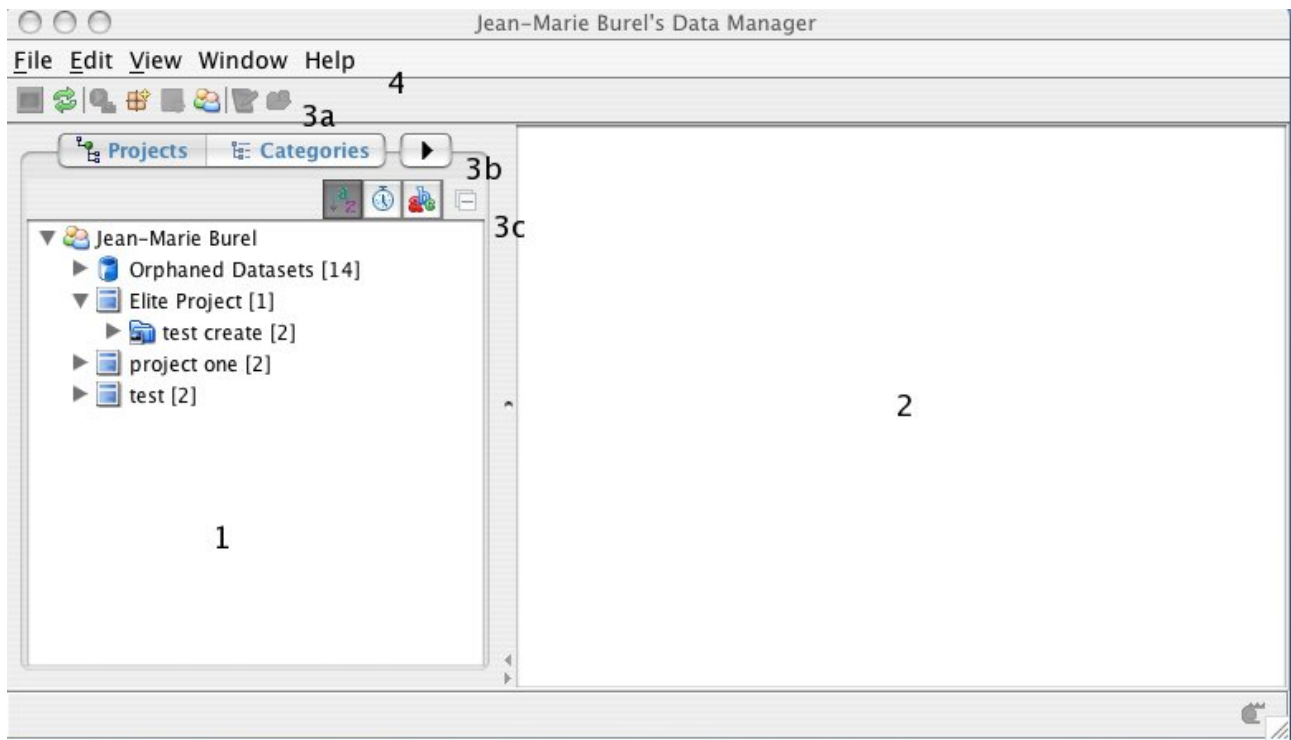 Jean-Marie Burel's Data Manager
File Edit View Window Help
4
3a
Projects Categories
3b
a z abc
3c
Jean-Marie Burel
Orphaned Datasets [14]
Elite Project [1]
test create [2]
project one [2]
test [2]
2
1